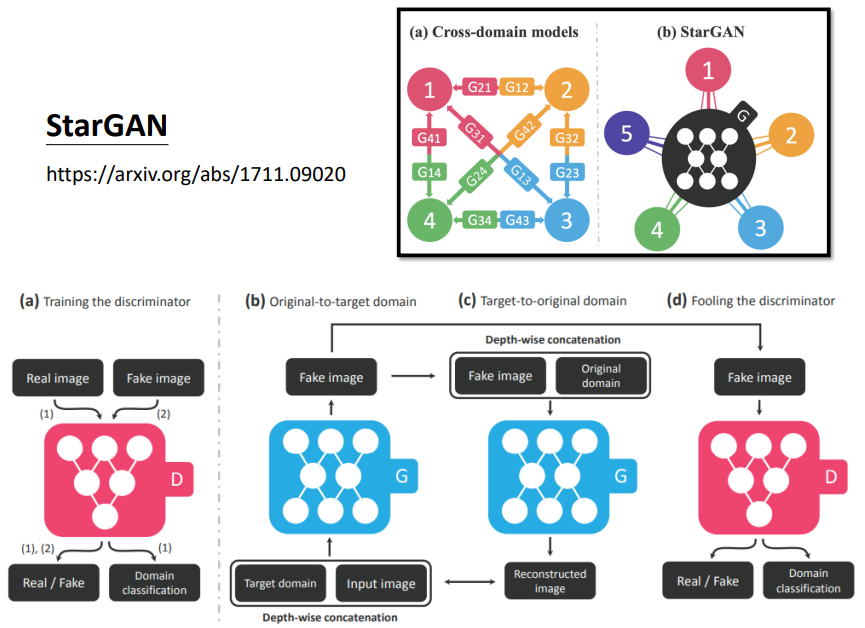 StarGAN
https://arxiv.org/abs/1711.09020
(a) Cross-domain models
1
G21
G12
2
G41
G31
G42
G32
G14
G24
G13
G23
4
G34
G43
3
(b) StarGAN
1
G
5
2
4
3
(a) Training the discriminator
Real image
Fake image
(1)
(2)
D
(1), (2)
(1)
Real / Fake
Domain
classification
(b) Original-to-target domain
Fake image
G
Target domain
Input image
Depth-wise concatenation
(c) Target-to-original domain
Depth-wise concatenation
Fake image
Original
domain
G
Reconstructed
image
(d) Fooling the discriminator
Fake image
D
Real / Fake
Domain
classification